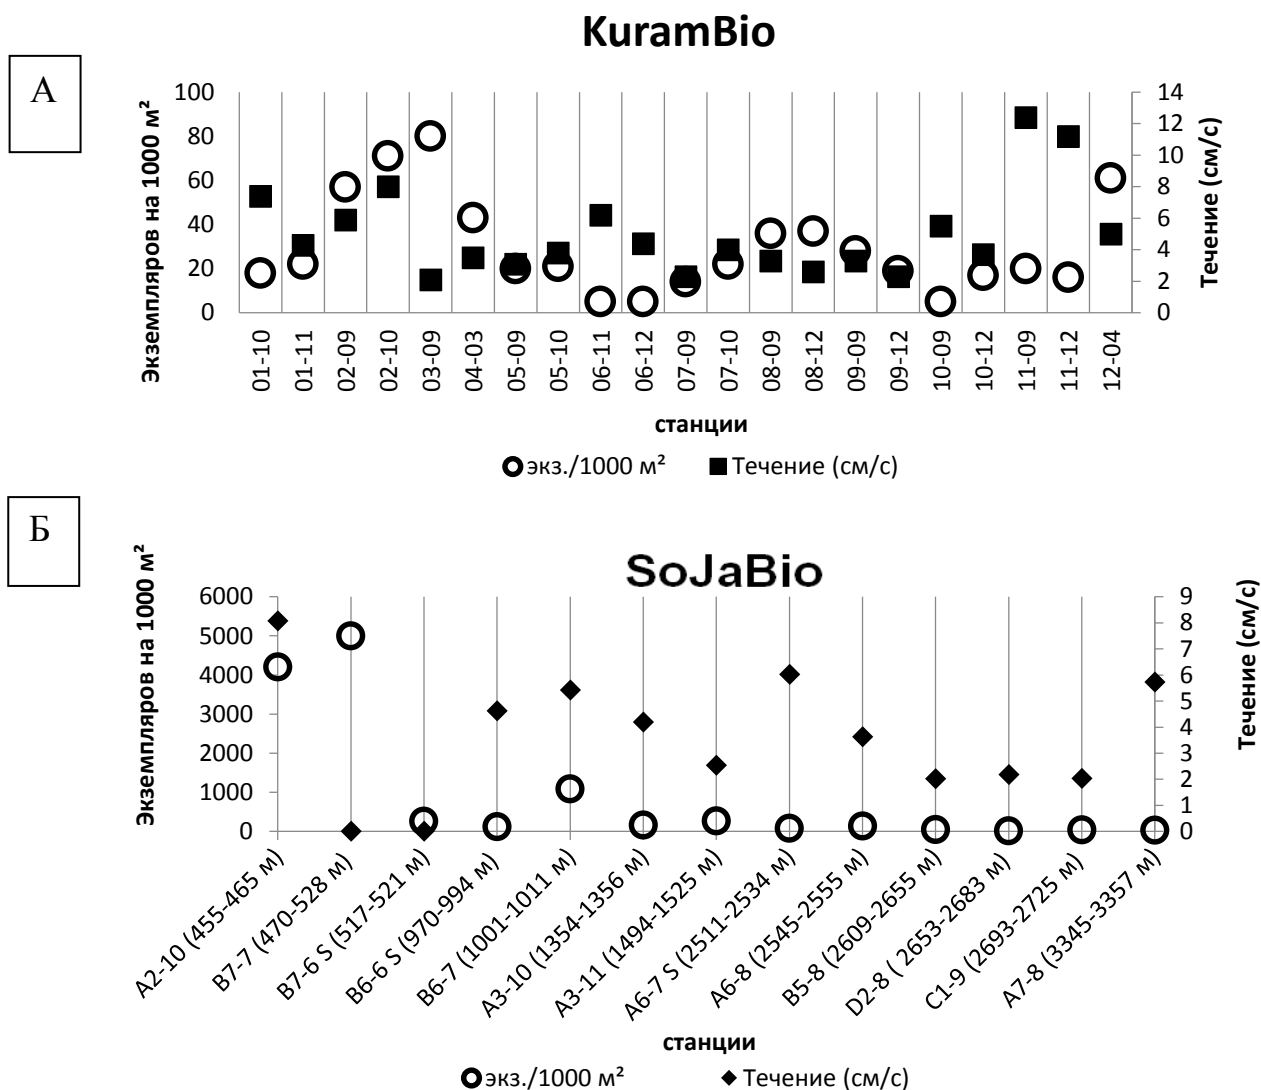 KuramBio
А
Экземпляров на 1000 м²
100
80
60
40
20
0
14
12
10
8
6
4
2
0
Течение (см/с)
01-10
01-11
02-09
02-10
03-09
04-03
05-09
05-10
06-11
06-12
07-09
07-10
08-09
08-12
09-09
09-12
10-09
10-12
11-09
11-12
12-04
станции
экз./1000 м²
Течение (см/с)
Б
SoJaBio
Экземпляров на 1000 м²
6000
5000
4000
3000
2000
1000
0
9
8
7
6
5
4
3
2
1
0
Течение (см/с)
A2-10 (455-465 м)
B7-7 (470-528 м)
B7-6 S (517-521 м)
B6-6 S (970-994 м)
B6-7 (1001-1011 м)
A3-10 (1354-1356 м)
A3-11 (1494-1525 м)
A6-7 S (2511-2534 м)
A6-8 (2545-2555 м)
B5-8 (2609-2655 м)
D2-8 ( 2653-2683 м)
C1-9 (2693-2725 м)
A7-8 (3345-3357 м)
станции
экз./1000 м²
Течение (см/с)